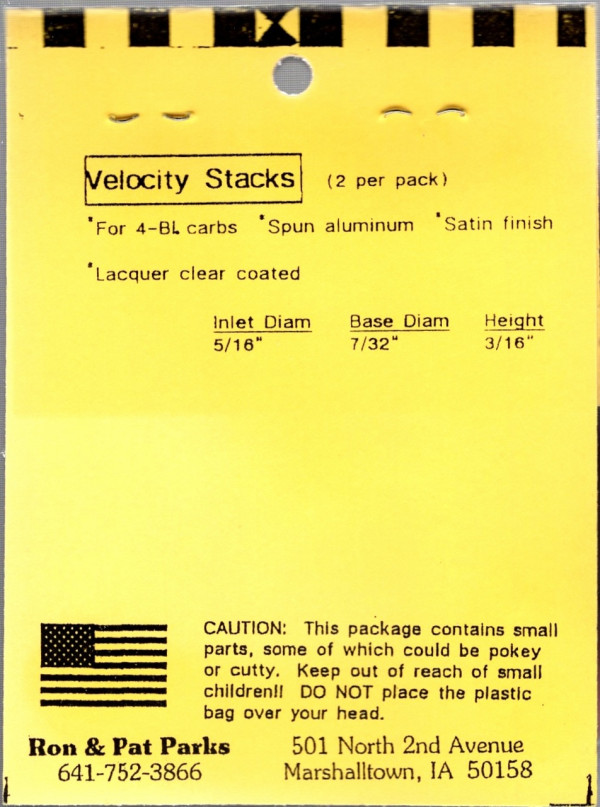 Velocity Stacks (2 per pack)
*For 4-BL carbs *Spun aluminum *Satin finish
*Lacquer clear coated
Inlet Diam Base Diam Height
5/16" 7/32" 3/16"
CAUTION: This package contains small
parts, some of which could be pokey
or cutty. Keep out of reach of small
children!! DO NOT place the plastic
bag over your head.
Ron & Pat Parks
641-752-3866
501 North 2nd Avenue
Marshalltown, IA 50158